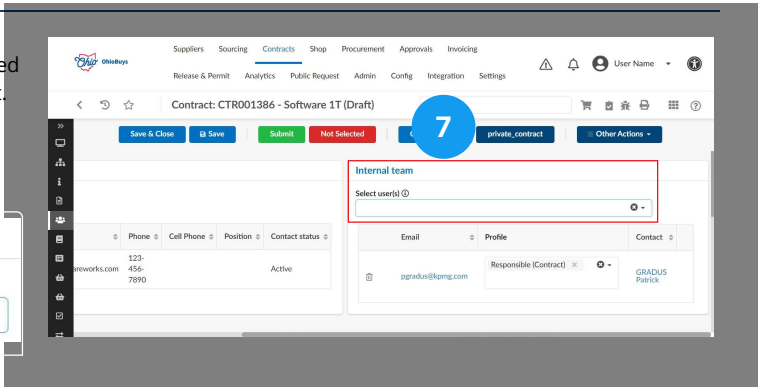 ed
t.
Ohio OhioBuys
Suppliers Sourcing Contracts Shop Procurement Approvals Invoicing
Release & Permit Analytics Public Request Admin Config Integration Settings
User Name
Contract: CTR001386 - Software 1T (Draft)
Save & Close Save Submit Not Selected 7 private_contract Other Actions
Internal team
Select user(s)
Phone Cell Phone Position Contact status
Email Profile Contact
areworks.com 123-456-7890 Active
pgradus@kpmg.com Responsible (Contract) × GRADUS Patrick